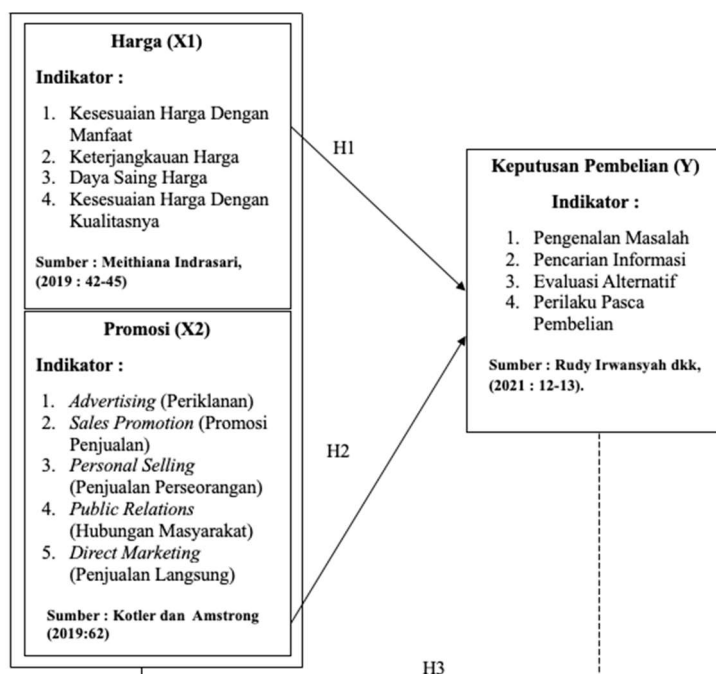 Harga (X1)
Indikator :
1. Kesesuaian Harga Dengan
Manfaat
2. Keterjangkauan Harga
3. Daya Saing Harga
4. Kesesuaian Harga Dengan
Kualitasnya
Sumber : Meithiana Indrasari,
(2019 : 42-45)
Promosi (X2)
Indikator :
1. Advertising (Periklanan)
2. Sales Promotion (Promosi
Penjualan)
3. Personal Selling
(Penjualan Perseorangan)
4. Public Relations
(Hubungan Masyarakat)
5. Direct Marketing
(Penjualan Langsung)
Sumber : Kotler dan Amstrong
(2019:62)
H1
H2
H3
Keputusan Pembelian (Y)
Indikator :
1. Pengenalan Masalah
2. Pencarian Informasi
3. Evaluasi Alternatif
4. Perilaku Pasca
Pembelian
Sumber : Rudy Irwansyah dkk,
(2021 : 12-13).